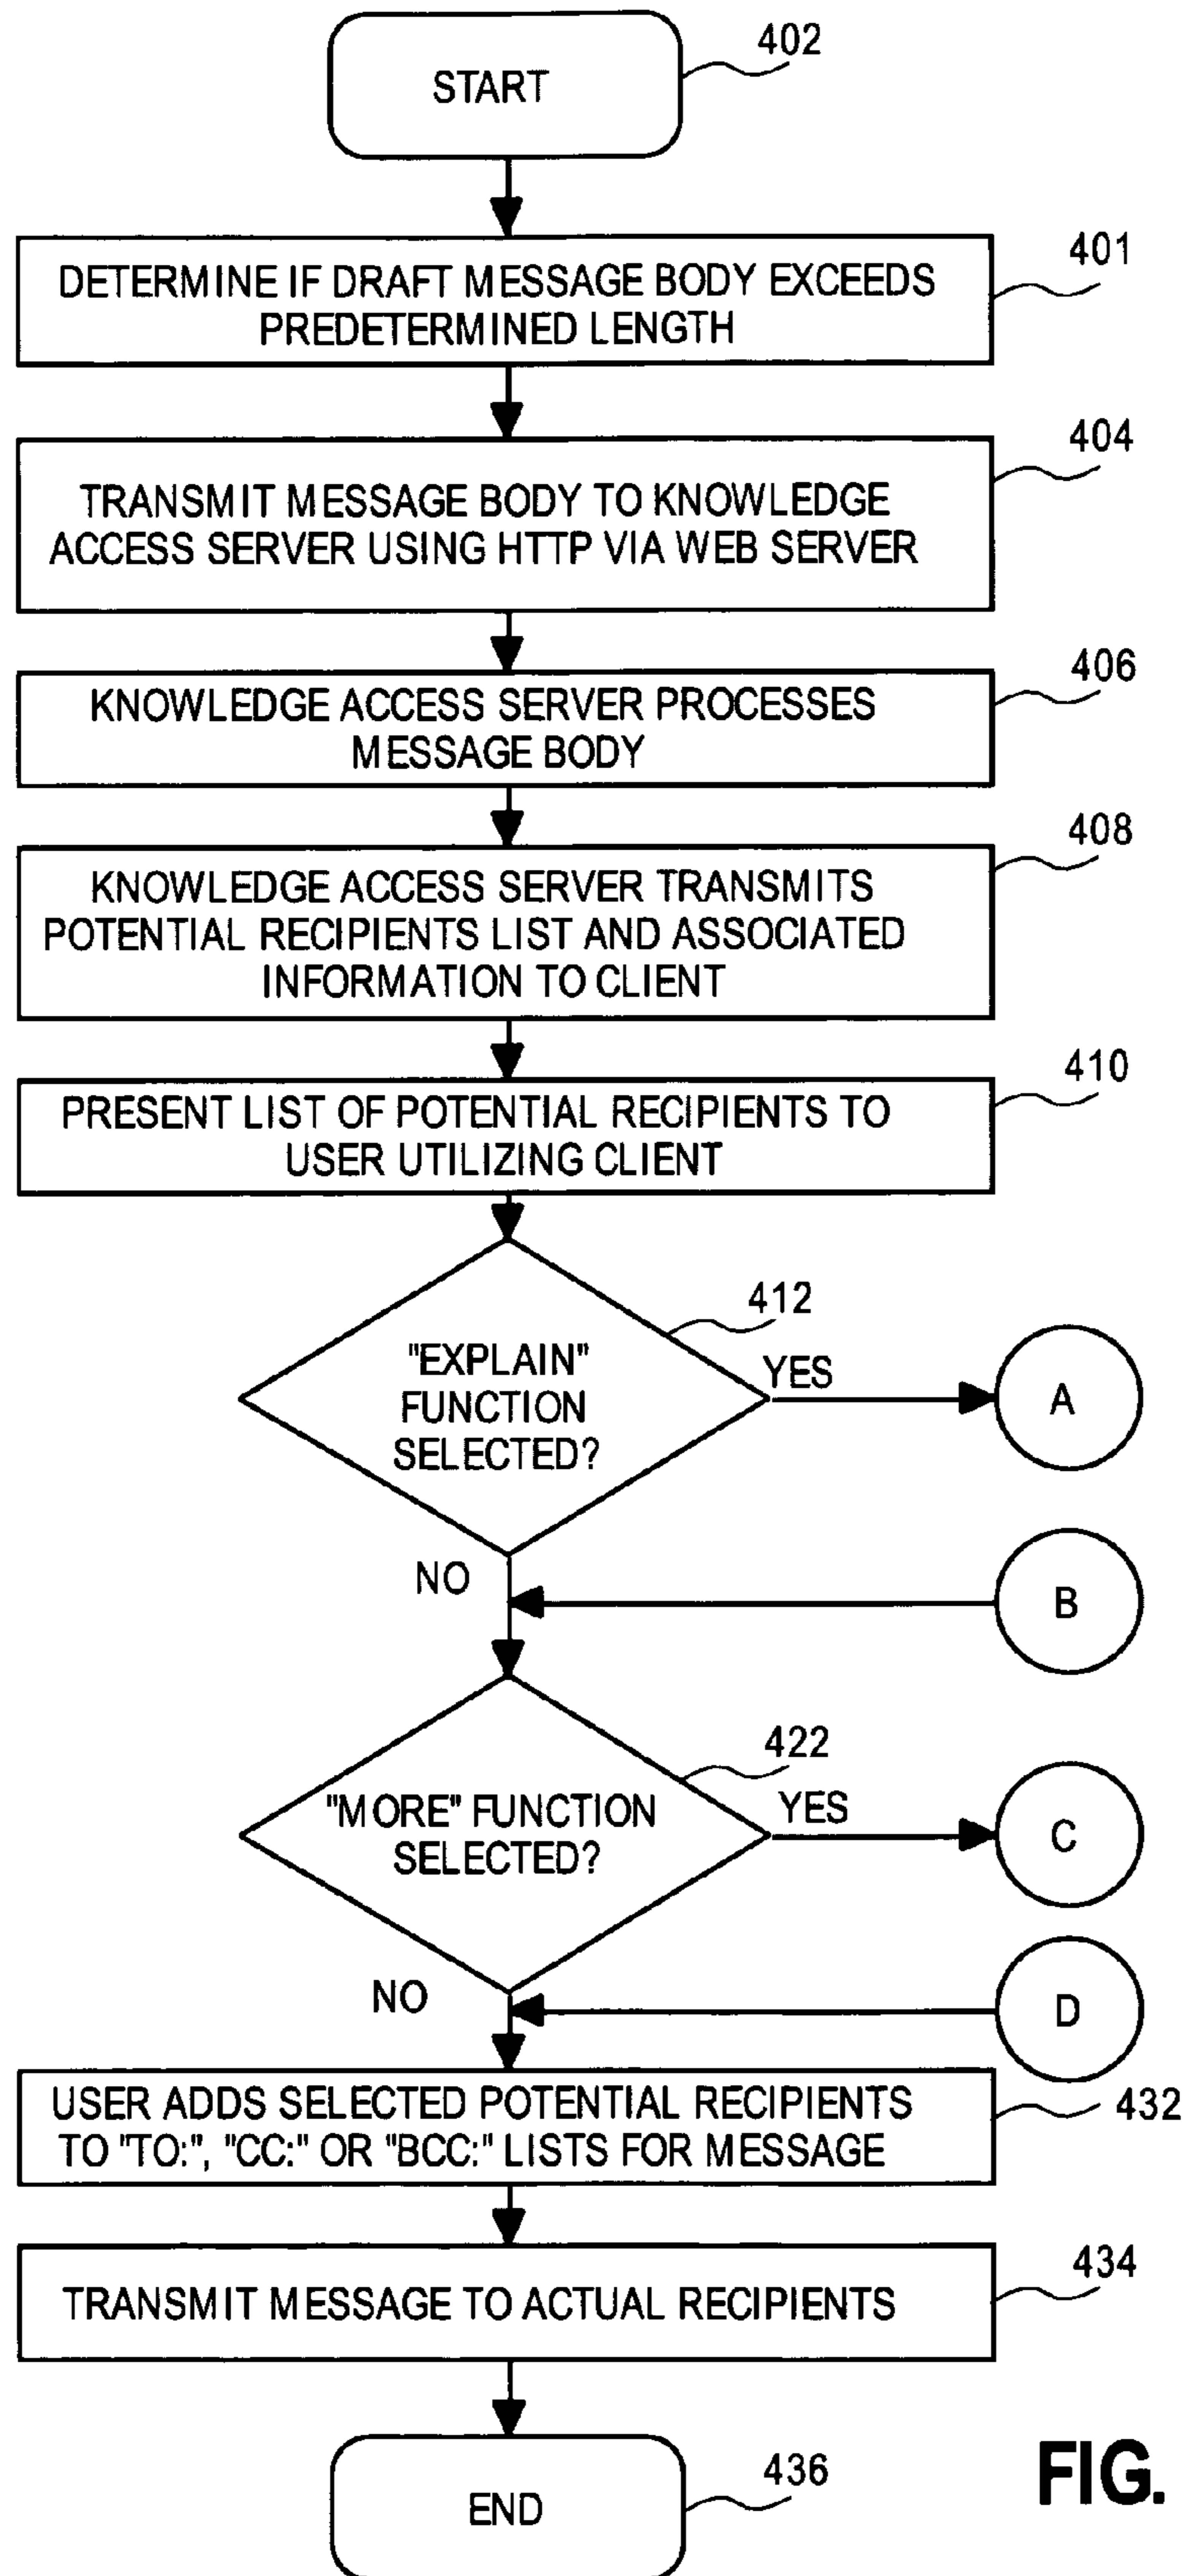 START
402
DETERMINE IF DRAFT MESSAGE BODY EXCEEDS
PREDETERMINED LENGTH
401
TRANSMIT MESSAGE BODY TO KNOWLEDGE
ACCESS SERVER USING HTTP VIA WEB SERVER
404
KNOWLEDGE ACCESS SERVER PROCESSES
MESSAGE BODY
406
KNOWLEDGE ACCESS SERVER TRANSMITS
POTENTIAL RECIPIENTS LIST AND ASSOCIATED
INFORMATION TO CLIENT
408
PRESENT LIST OF POTENTIAL RECIPIENTS TO
USER UTILIZING CLIENT
410
"EXPLAIN"
FUNCTION
SELECTED?
412
YES
A
NO
B
"MORE" FUNCTION
SELECTED?
422
YES
C
NO
D
USER ADDS SELECTED POTENTIAL RECIPIENTS
TO "TO:", "CC:" OR "BCC:" LISTS FOR MESSAGE
432
TRANSMIT MESSAGE TO ACTUAL RECIPIENTS
434
END
436
FIG.